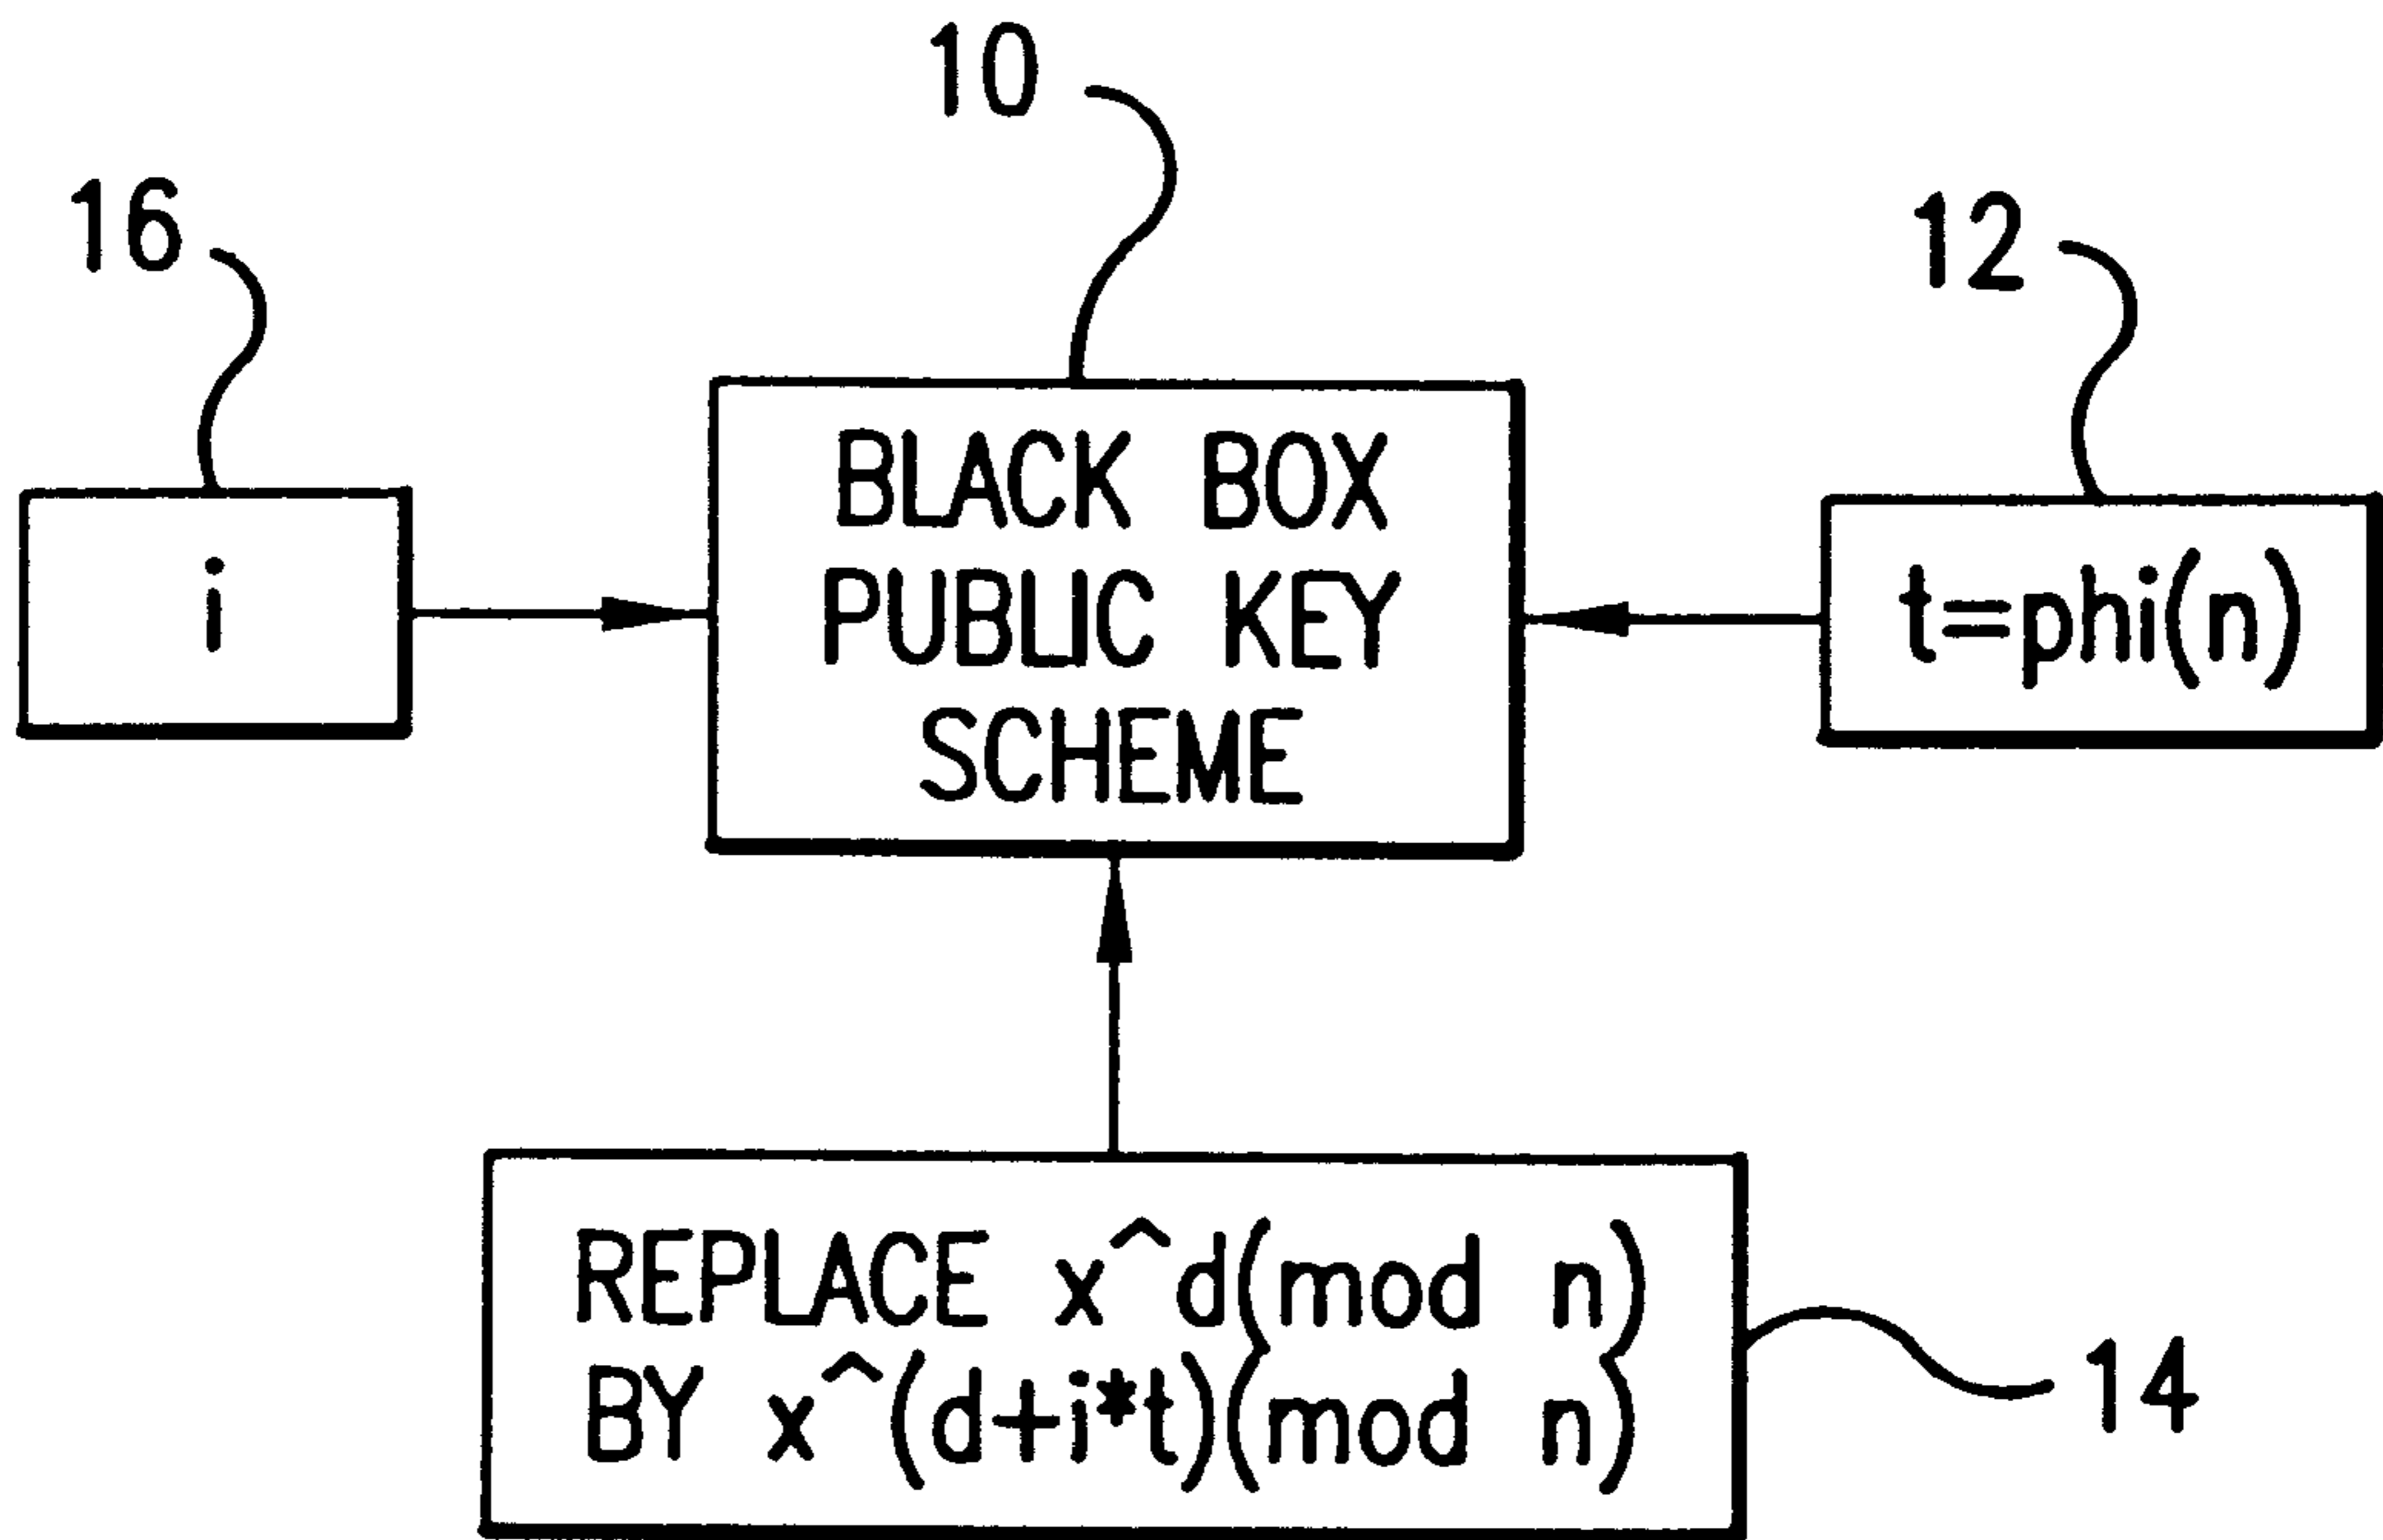 10
16
12
BLACK BOX
PUBLIC KEY
SCHEME
i
t=phi(n)
REPLACE x^d(mod n)
BY x^(d+i*t)(mod n)
14